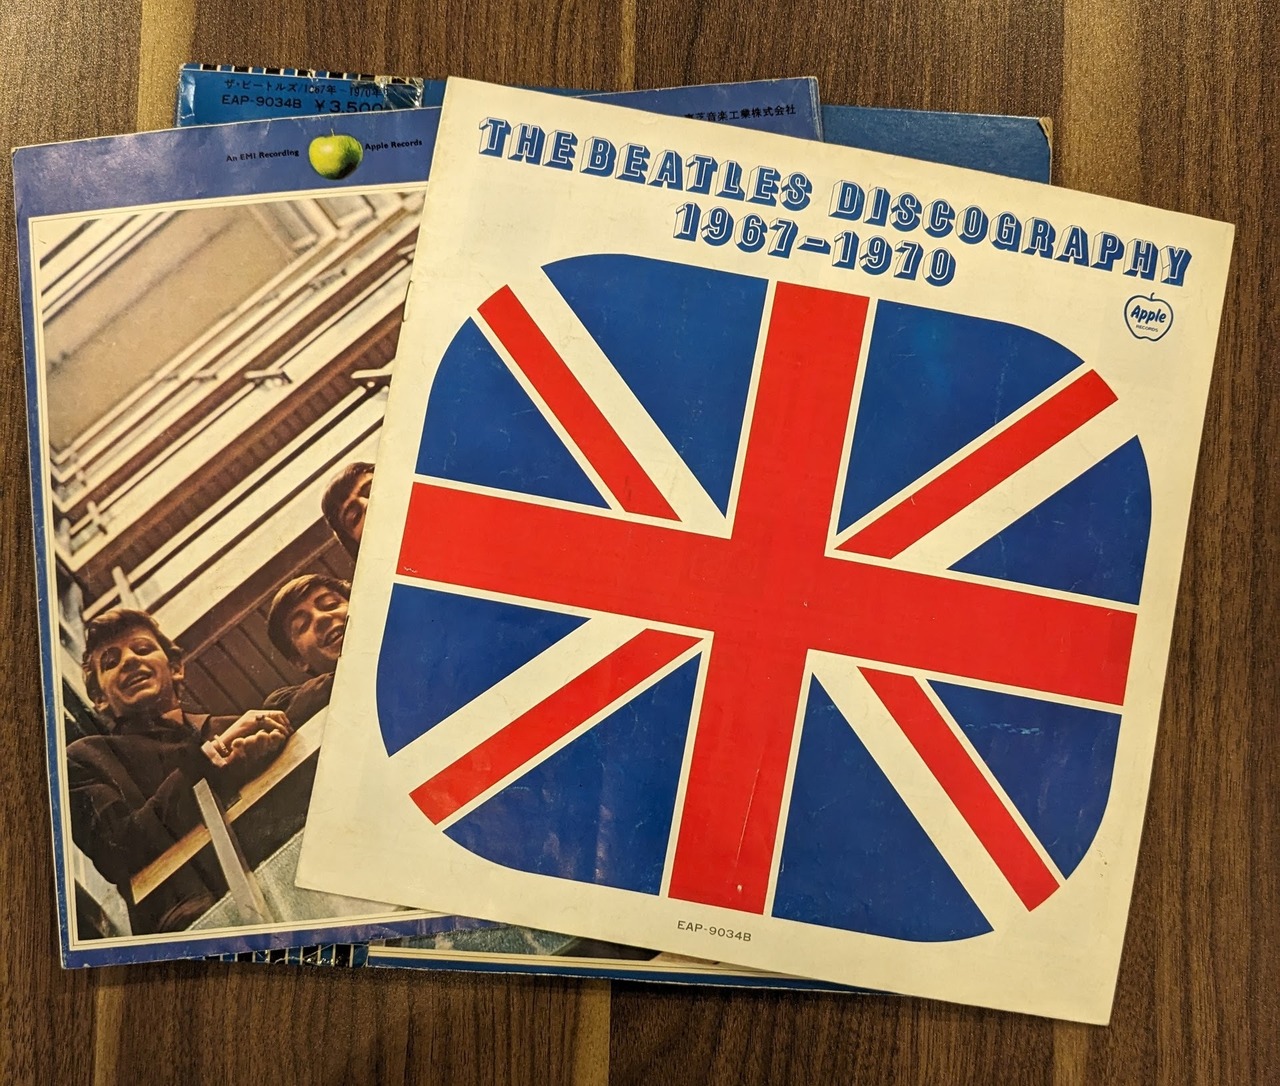 ザ・ビートルズ/1967年〜1970年
EAP-9034B ¥3,500
音楽工業株式会社
An EMI Recording
Apple Records
THE BEATLES DISCOGRAPHY
1967-1970
Apple
RECORDS
EAP-9034B